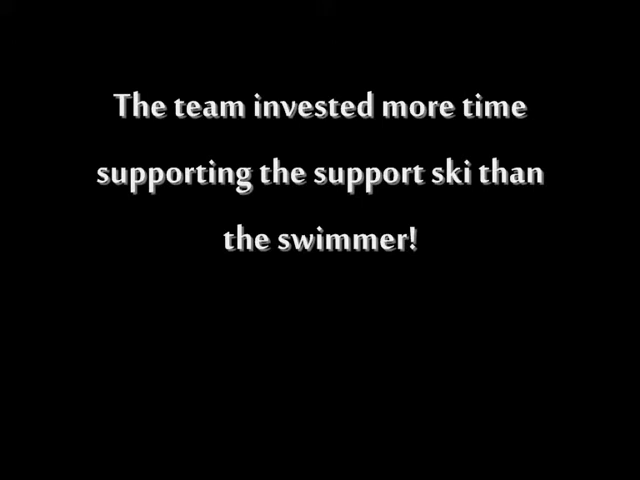 The team invested more time
supporting the support ski than
the swimmer!